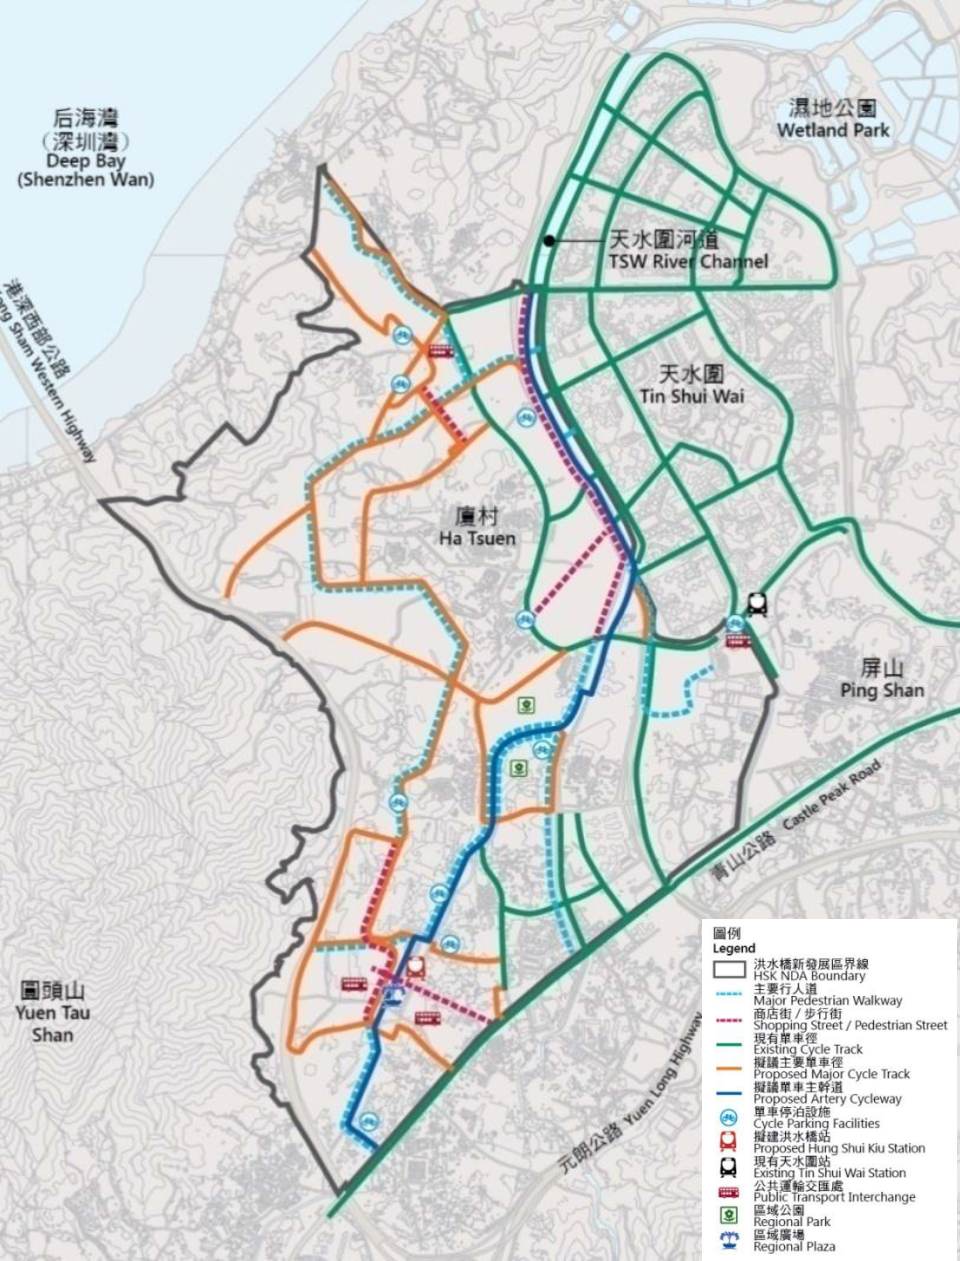 后海灣
（深圳灣）
Deep Bay
(Shenzhen Wan)
濕地公園
Wetland Park
天水圍河道
TSW River Channel
港深西部公路
Kong Sham Western Highway
天水圍
Tin Shui Wai
廈村
Ha Tsuen
屏山
Ping Shan
青山公路 Castle Peak Road
圓頭山
Yuen Tau
Shan
元朗公路 Yuen Long Highway
圖例
Legend
洪水橋新發展區界線
HSK NDA Boundary
主要行人道
Major Pedestrian Walkway
商店街 / 步行街
Shopping Street / Pedestrian Street
現有單車徑
Existing Cycle Track
擬議主要單車徑
Proposed Major Cycle Track
擬議單車主幹道
Proposed Artery Cycleway
單車停泊設施
Cycle Parking Facilities
擬建洪水橋站
Proposed Hung Shui Kiu Station
現有天水圍站
Existing Tin Shui Wai Station
公共運輸交匯處
Public Transport Interchange
區域公園
Regional Park
區域廣場
Regional Plaza